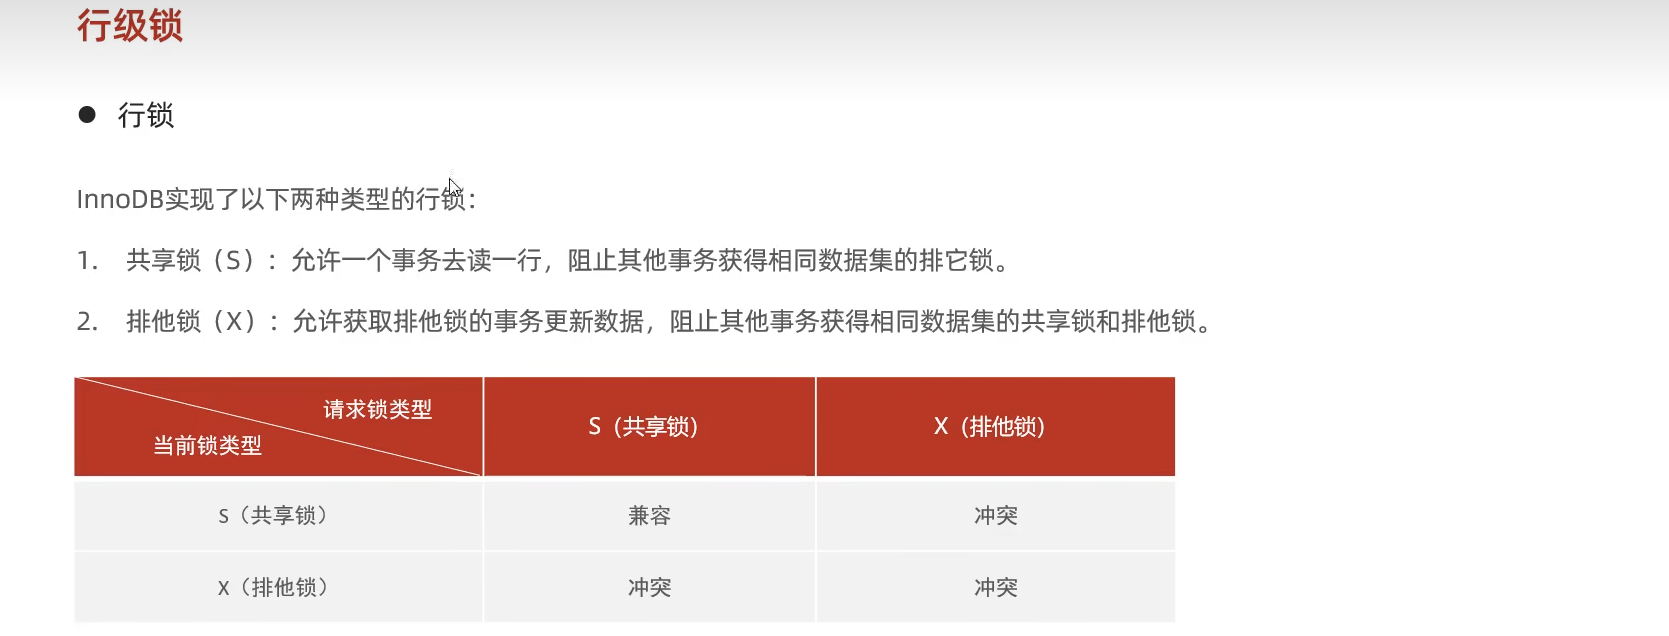 行级锁
● 行锁
InnoDB实现了以下两种类型的行锁：
1. 共享锁（S）：允许一个事务去读一行，阻止其他事务获得相同数据集的排它锁。
2. 排他锁（X）：允许获取排他锁的事务更新数据，阻止其他事务获得相同数据集的共享锁和排他锁。
请求锁类型
当前锁类型
S（共享锁） X（排他锁）
S（共享锁） 兼容 冲突
X（排他锁） 冲突 冲突